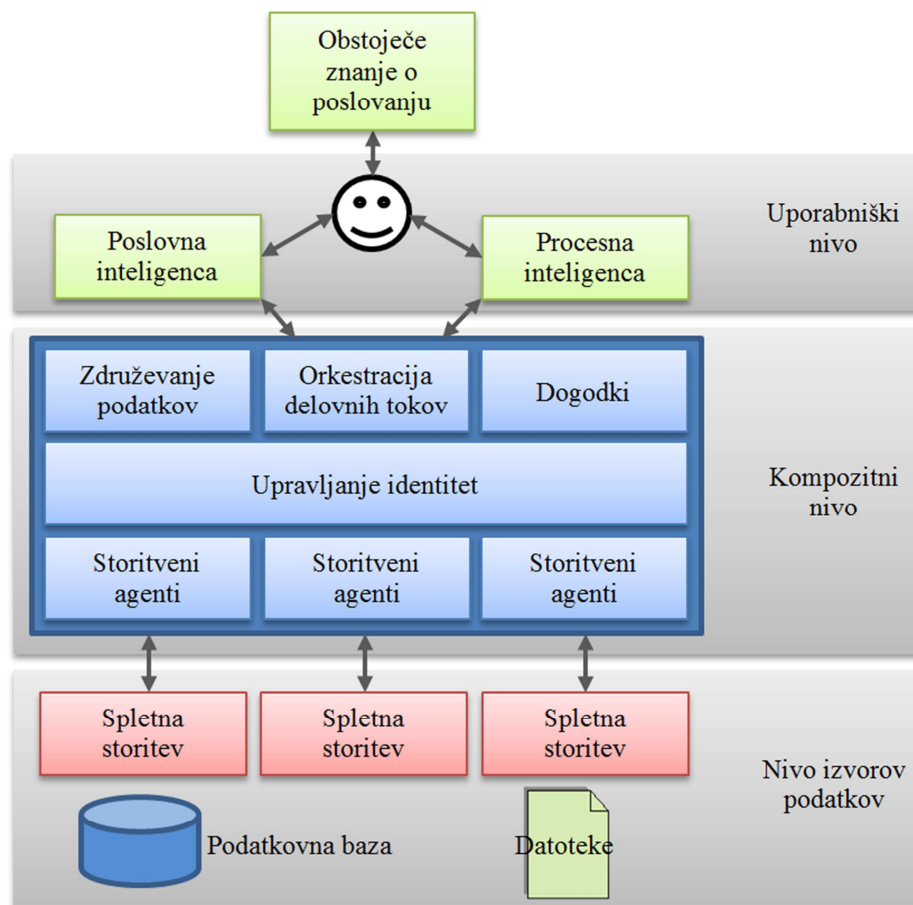 Obstoječe
znanje o
poslovanju
Uporabniški
nivo
Poslovna
inteligenca
Procesna
inteligenca
Združevanje
podatkov
Orkestracija
delovnih tokov
Dogodki
Upravljanje identitet
Kompozitni
nivo
Storitveni
agenti
Storitveni
agenti
Storitveni
agenti
Spletna
storitev
Spletna
storitev
Spletna
storitev
Nivo izvorov
podatkov
Podatkovna baza
Datoteke